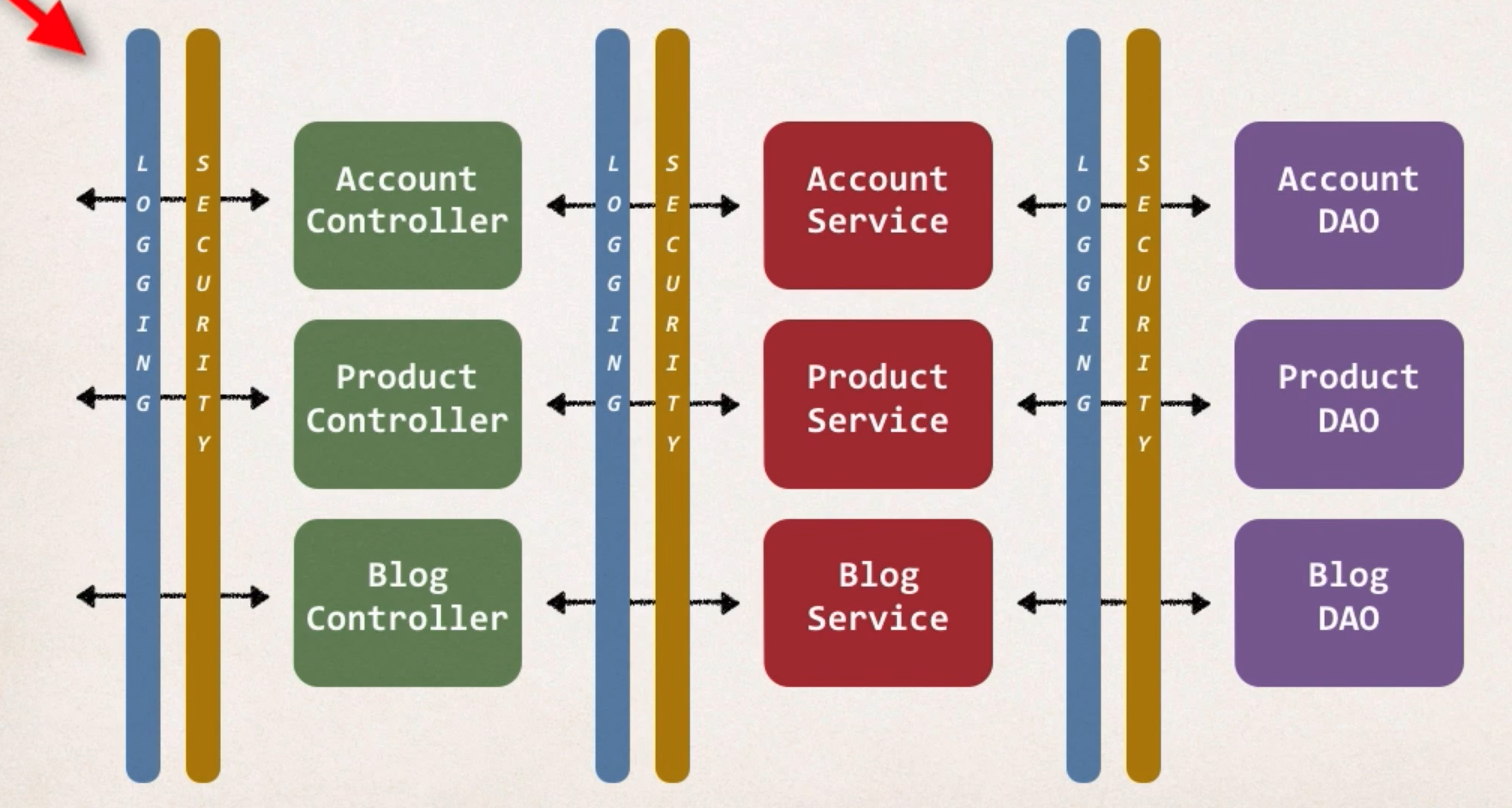 LOGGING
SECURITY
Account
Controller
Product
Controller
Blog
Controller
LOGGING
SECURITY
Account
Service
Product
Service
Blog
Service
LOGGING
SECURITY
Account
DAO
Product
DAO
Blog
DAO